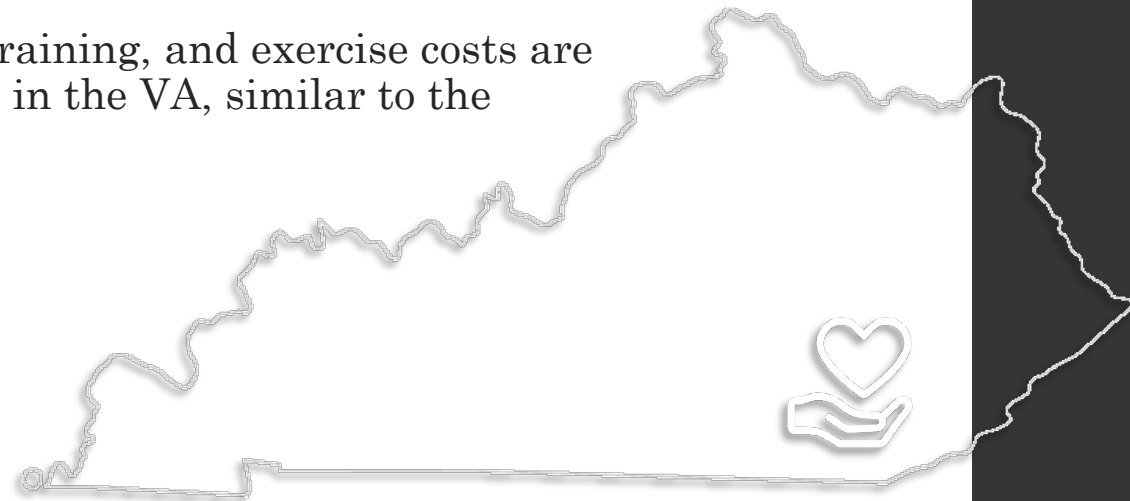 raining, and exercise costs are
in the VA, similar to the